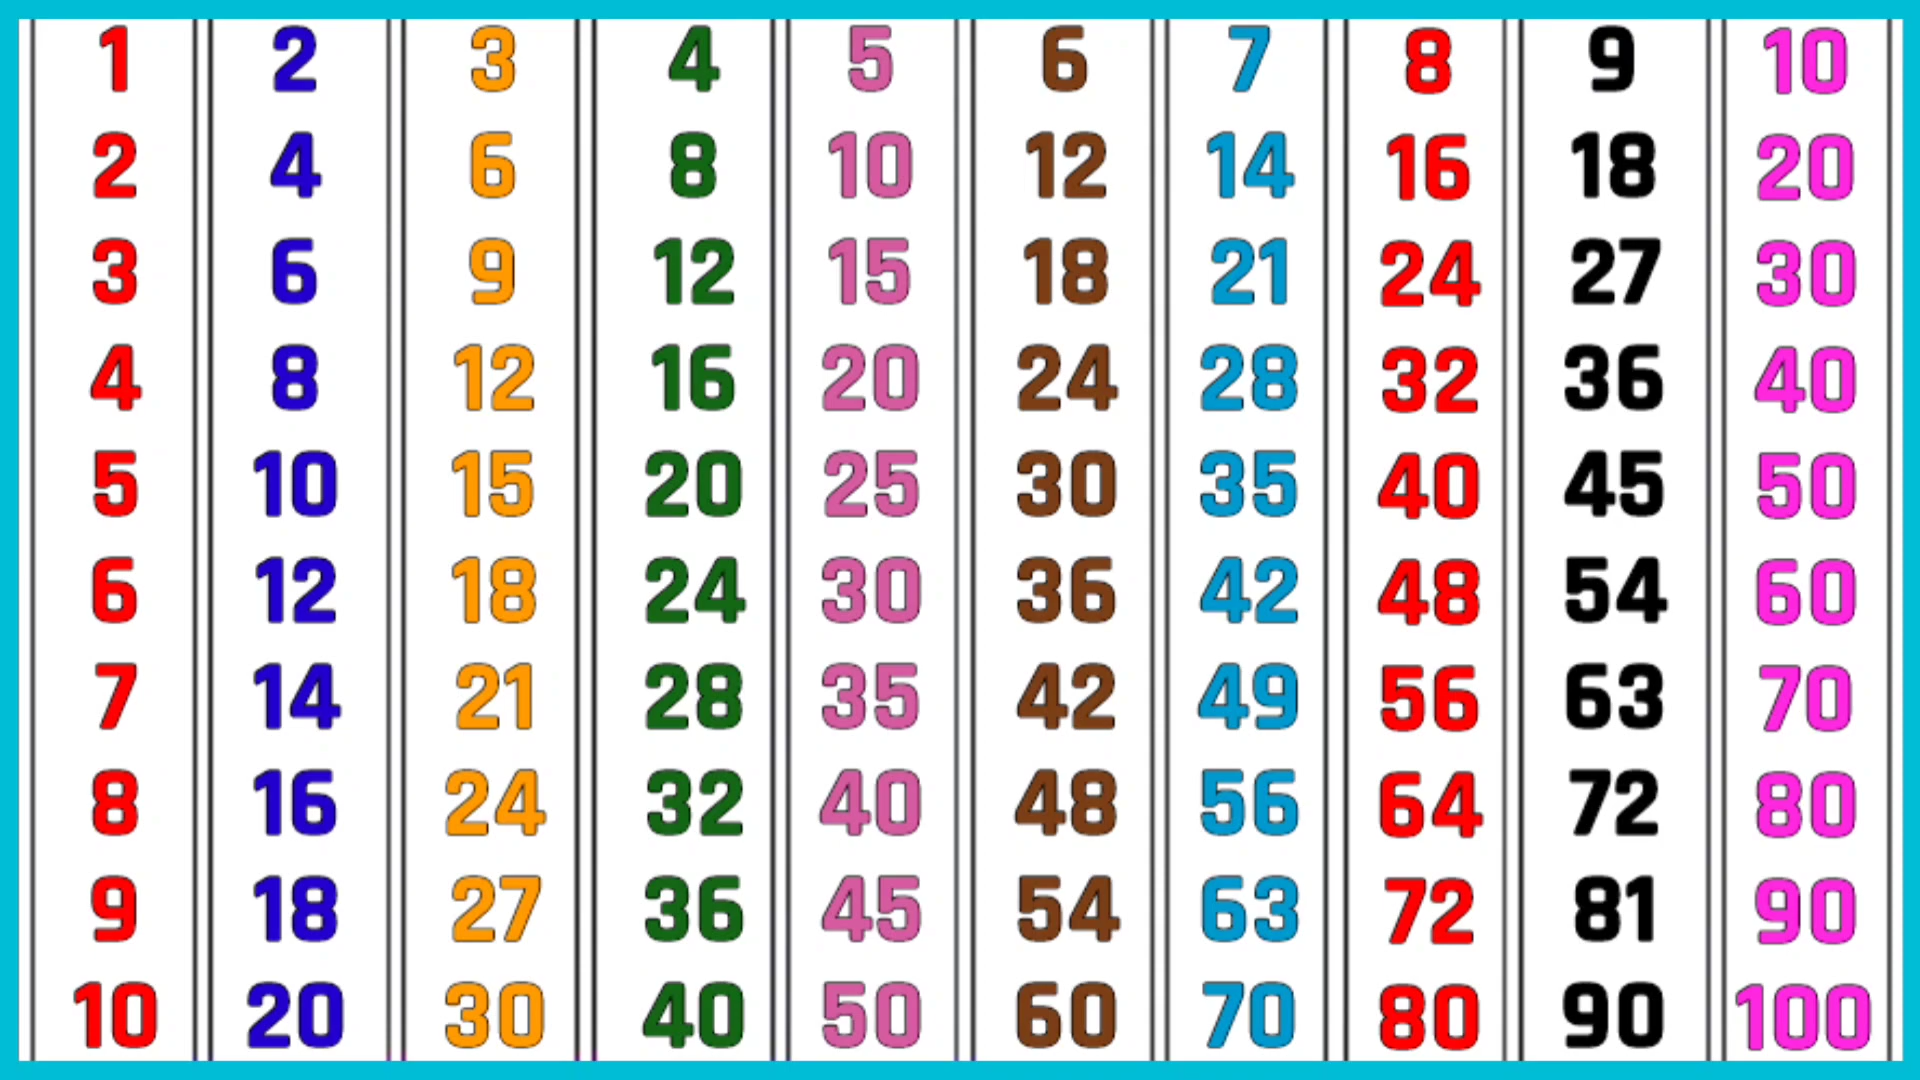 1 2 3 4 5 6 7 8 9 10
2 4 6 8 10 12 14 16 18 20
3 6 9 12 15 18 21 24 27 30
4 8 12 16 20 24 28 32 36 40
5 10 15 20 25 30 35 40 45 50
6 12 18 24 30 36 42 48 54 60
7 14 21 28 35 42 49 56 63 70
8 16 24 32 40 48 56 64 72 80
9 18 27 36 45 54 63 72 81 90
10 20 30 40 50 60 70 80 90 100